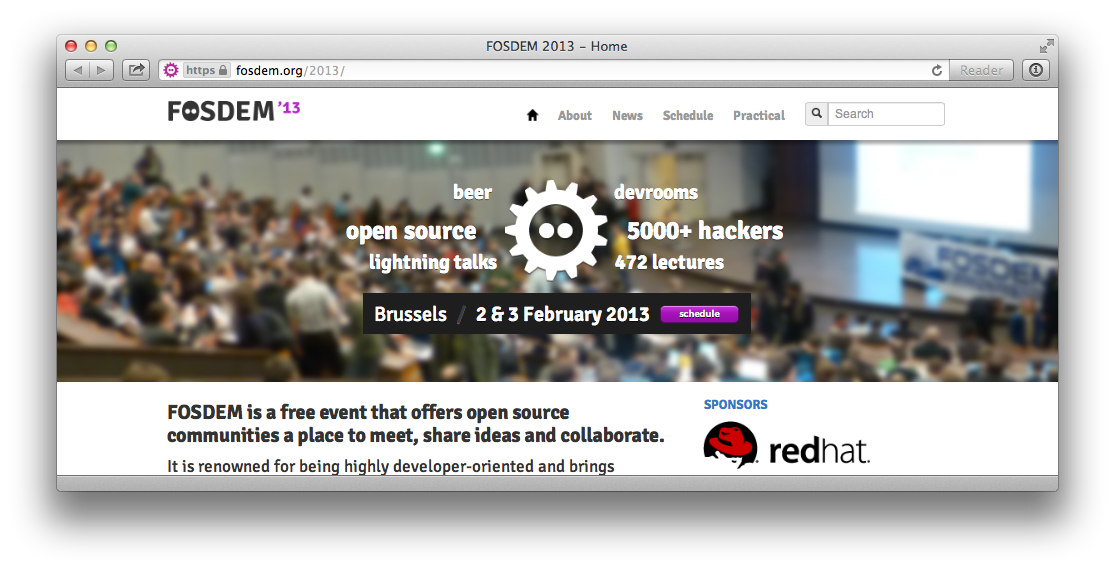 FOSDEM 2013 – Home
https fosdem.org/2013/
Reader
FOSDEM '13
About News Schedule Practical Search
beer devrooms
open source 5000+ hackers
lightning talks 472 lectures
FOSDEM
Brussels / 2 & 3 February 2013 schedule
FOSDEM is a free event that offers open source
communities a place to meet, share ideas and collaborate.
It is renowned for being highly developer-oriented and brings
SPONSORS
redhat.